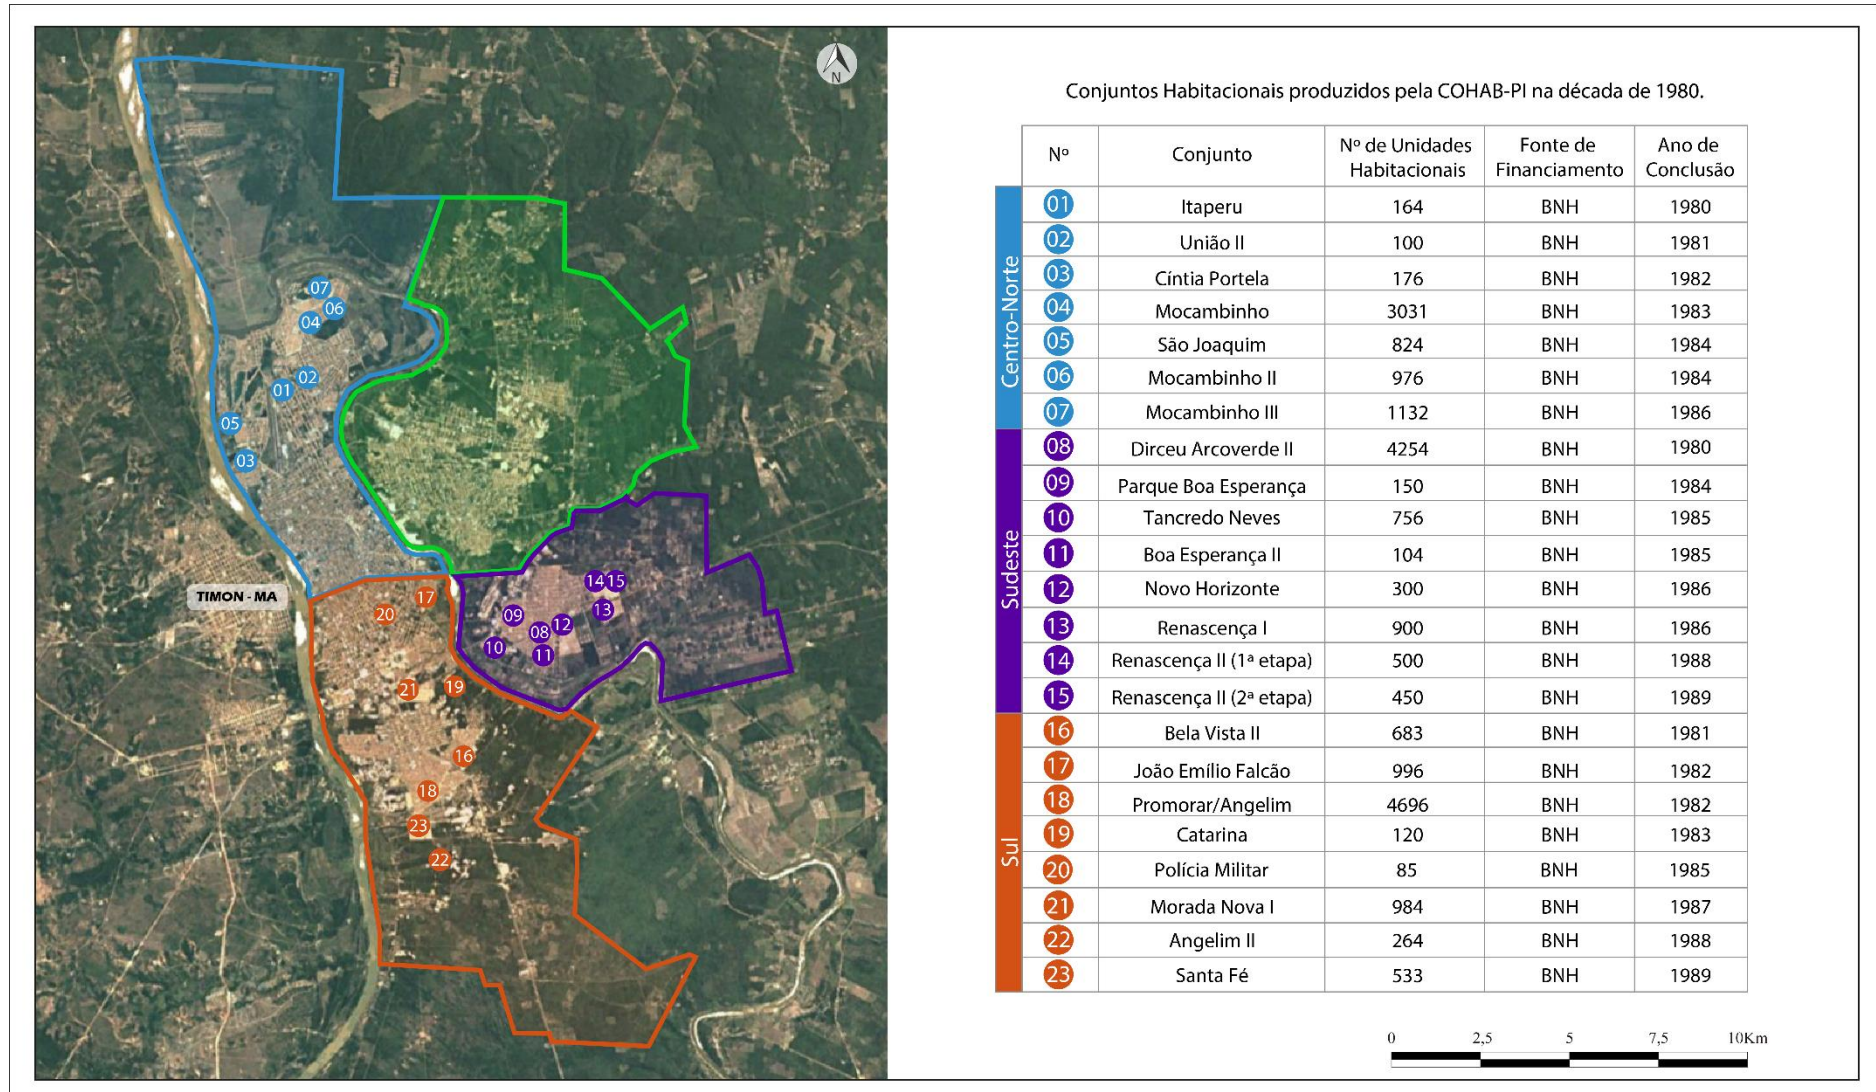 N
07
06
04
02
01
05
03
TIMON - MA
17
20
14 15
13
09
12
08
10
11
21
19
16
18
23
22
Conjuntos Habitacionais produzidos pela COHAB-PI na década de 1980.
Nº Conjunto Nº de Unidades Habitacionais Fonte de Financiamento Ano de Conclusão
Centro-Norte
01 Itaperu 164 BNH 1980
02 União II 100 BNH 1981
03 Cíntia Portela 176 BNH 1982
04 Mocambinho 3031 BNH 1983
05 São Joaquim 824 BNH 1984
06 Mocambinho II 976 BNH 1984
07 Mocambinho III 1132 BNH 1986
Sudeste
08 Dirceu Arcoverde II 4254 BNH 1980
09 Parque Boa Esperança 150 BNH 1984
10 Tancredo Neves 756 BNH 1985
11 Boa Esperança II 104 BNH 1985
12 Novo Horizonte 300 BNH 1986
13 Renascença I 900 BNH 1986
14 Renascença II (1ª etapa) 500 BNH 1988
15 Renascença II (2ª etapa) 450 BNH 1989
Sul
16 Bela Vista II 683 BNH 1981
17 João Emílio Falcão 996 BNH 1982
18 Promorar/Angelim 4696 BNH 1982
19 Catarina 120 BNH 1983
20 Polícia Militar 85 BNH 1985
21 Morada Nova I 984 BNH 1987
22 Angelim II 264 BNH 1988
23 Santa Fé 533 BNH 1989
0 2,5 5 7,5 10Km